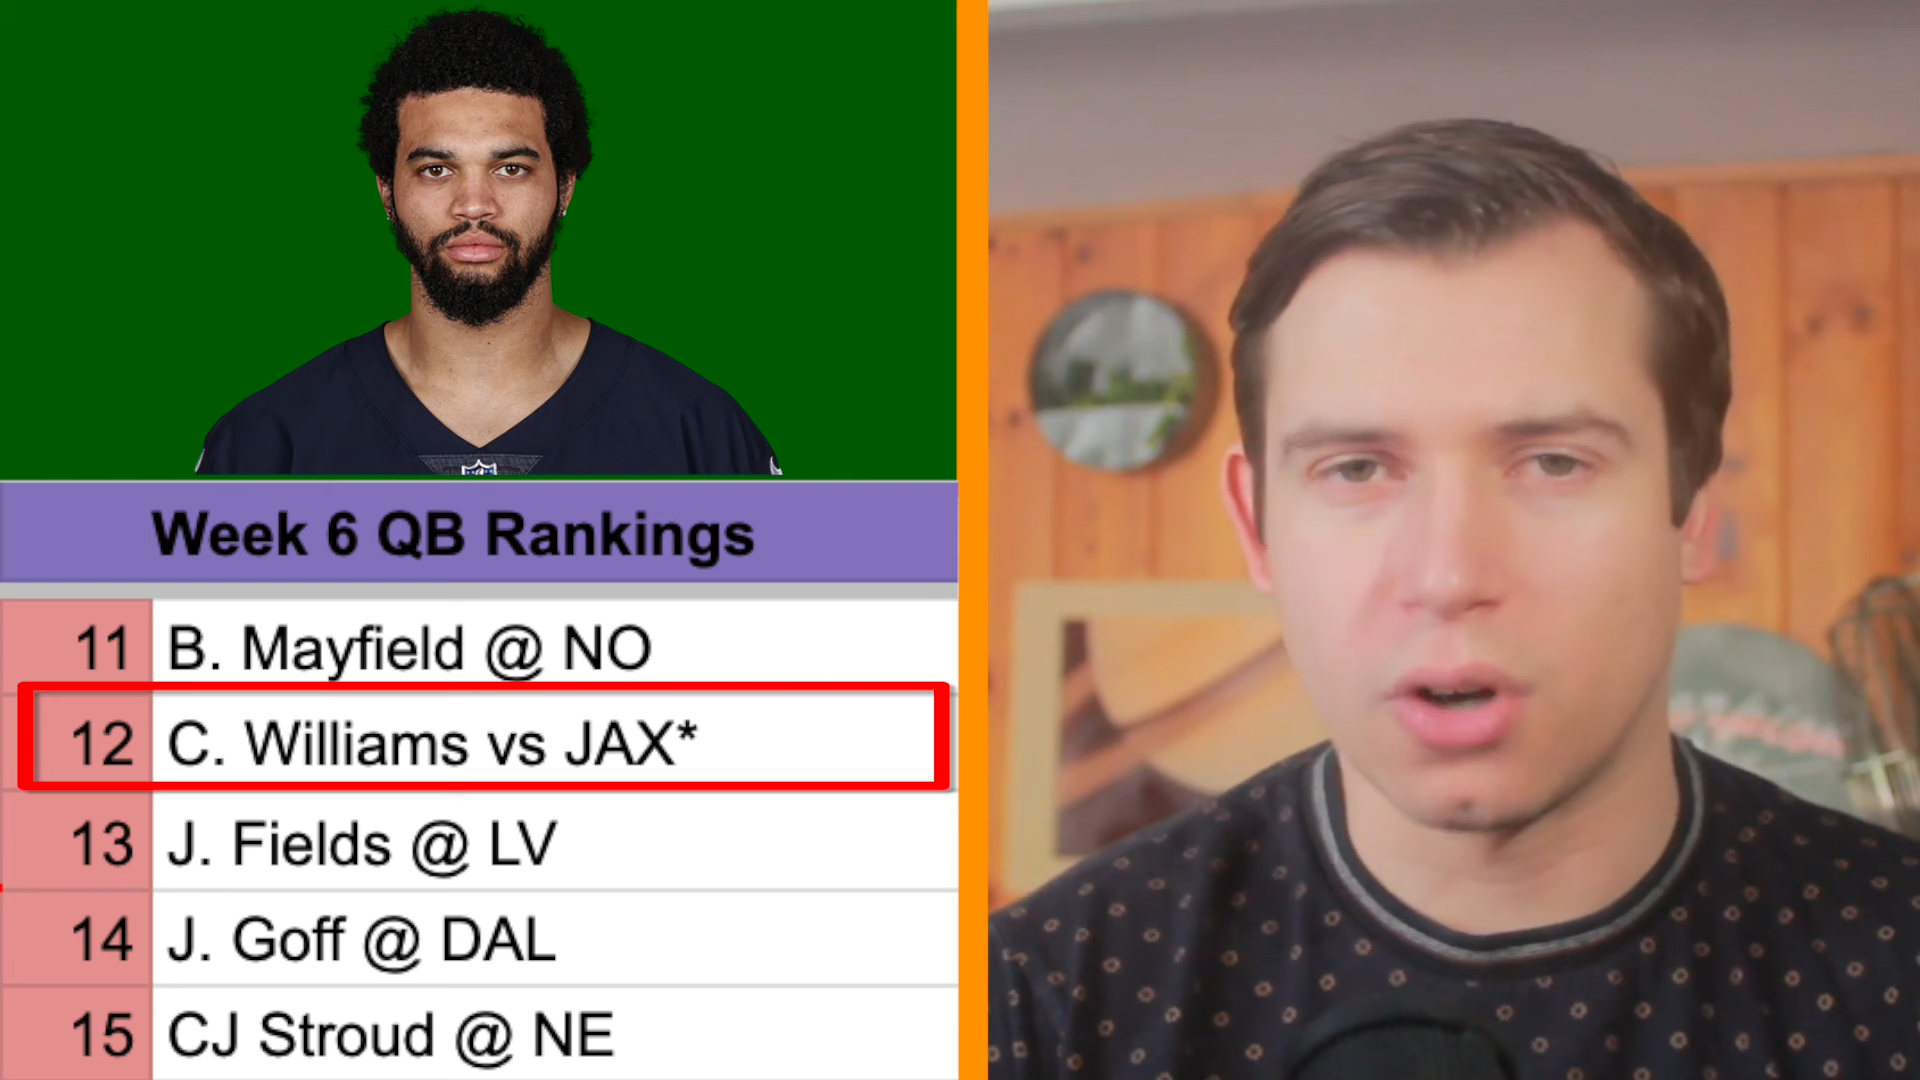 Week 6 QB Rankings
11 B. Mayfield @ NO
12 C. Williams vs JAX*
13 J. Fields @ LV
14 J. Goff @ DAL
15 CJ Stroud @ NE